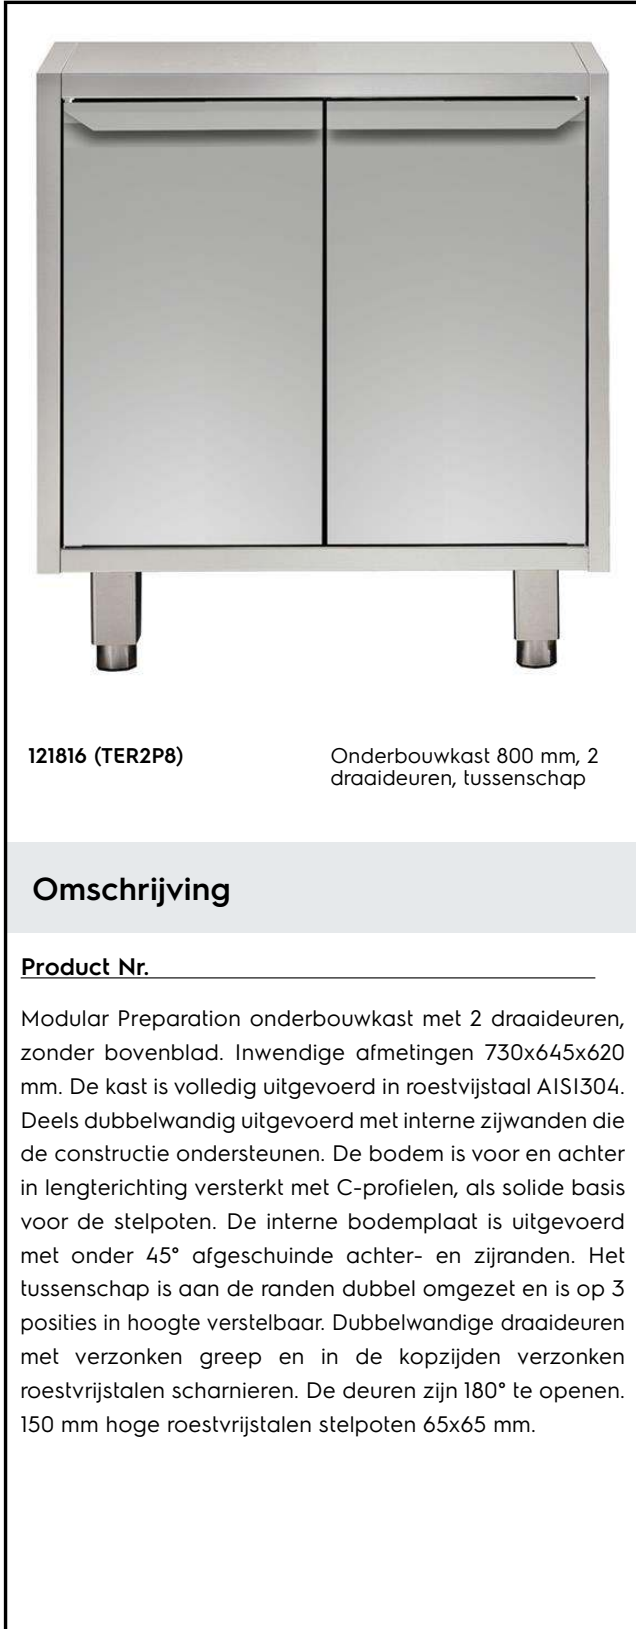 121816 (TER2P8)
Onderbouwkast 800 mm, 2
draaideuren, tussenschap
Omschrijving
Product Nr.
Modular Preparation onderbouwkast met 2 draaideuren,
zonder bovenblad. Inwendige afmetingen 730x645x620
mm. De kast is volledig uitgevoerd in roestvijstaal AISI304.
Deels dubbelwandig uitgevoerd met interne zijwanden die
de constructie ondersteunen. De bodem is voor en achter
in lengterichting versterkt met C-profielen, als solide basis
voor de stelpoten. De interne bodemplaat is uitgevoerd
met onder 45° afgeschuinde achter- en zijranden. Het
tussenschap is aan de randen dubbel omgezet en is op 3
posities in hoogte verstelbaar. Dubbelwandige draaideuren
met verzonken greep en in de kopzijden verzonken
roestvrijstalen scharnieren. De deuren zijn 180° te openen.
150 mm hoge roestvrijstalen stelpoten 65x65 mm.